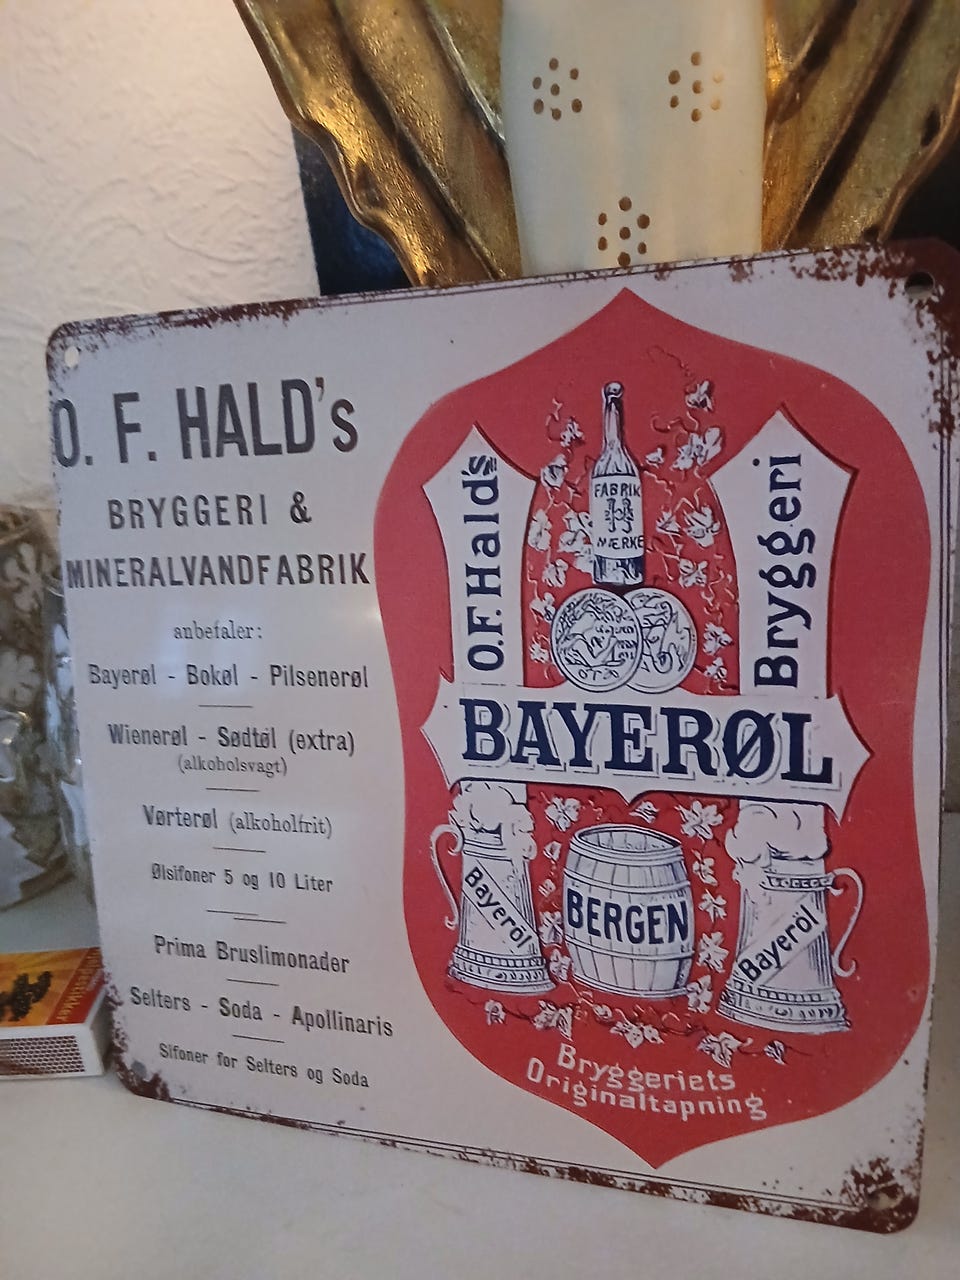 O. F. HALD's
BRYGGERI &
MINERALVANDFABRIK
anbefaler:
Bayerøl - Bokøl - Pilsenerøl
Wienerøl - Sødtøl (extra)
(alkoholsvagt)
Vørterøl (alkoholfrit)
Ølsifoner 5 og 10 Liter
Prima Bruslimonader
Selters - Soda - Apollinaris
Sifoner for Selters og Soda
O.F.Hald's
Bryggeri
FABRIK
H
MÆRKE
BAYERØL
Bayeröl
BERGEN
Bayeröl
Bryggeriets
Originaltapning